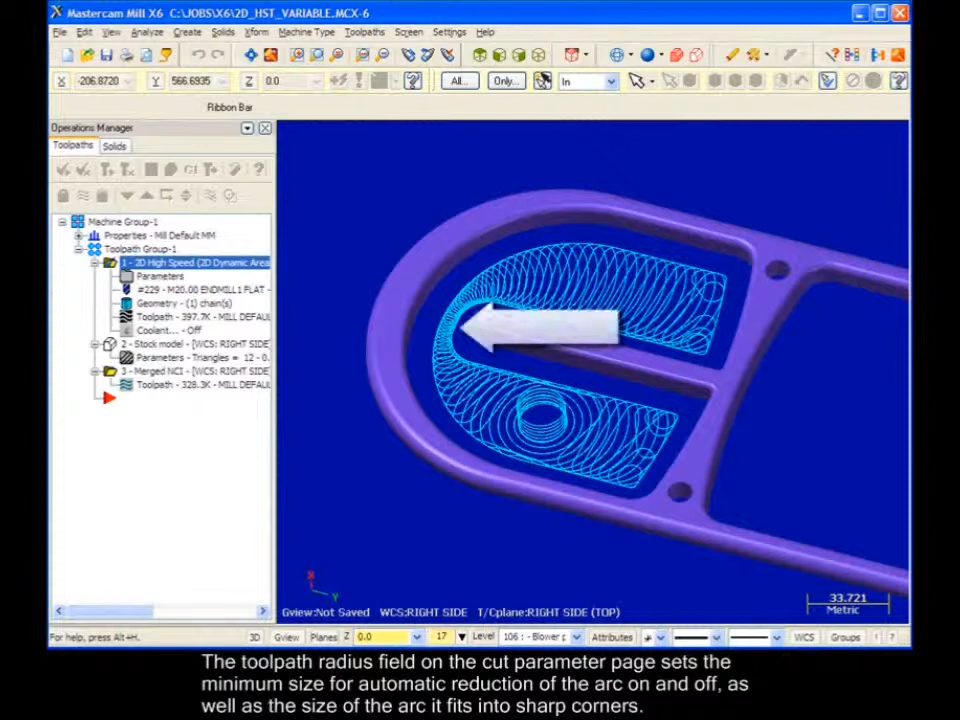 Mastercam Mill X6 C:\JOBS\X6\2D_HST_VARIABLE.MCX-6
File Edit View Analyze Create Solids Xform Machine Type Toolpaths Screen Settings Help
X -206.8720 Y 566.6935 Z 0.0 All... Only... In
Ribbon Bar
Operations Manager
Toolpaths Solids
G1
Machine Group-1
Properties - Mill Default MM
Toolpath Group-1
1 - 2D High Speed (2D Dynamic Area
Parameters
#229 - M20.00 ENDMILL1 FLAT -
Geometry - (1) chain(s)
Toolpath - 397.7K - MILL DEFAUL
Coolant... - Off
2 - Stock model - [WCS: RIGHT SIDE]
Parameters - Triangles = 12 - 0.
3 - Merged NCI - [WCS: RIGHT SIDE]
Toolpath - 328.3K - MILL DEFAUL
X
Y
Gview:Not Saved WCS:RIGHT SIDE T/Cplane:RIGHT SIDE (TOP)
33.721
Metric
For help, press Alt+H.
3D Gview Planes Z 0.0 17 Level 106 : - Blower p Attributes WCS Groups ! ?
The toolpath radius field on the cut parameter page sets the
minimum size for automatic reduction of the arc on and off, as
well as the size of the arc it fits into sharp corners.